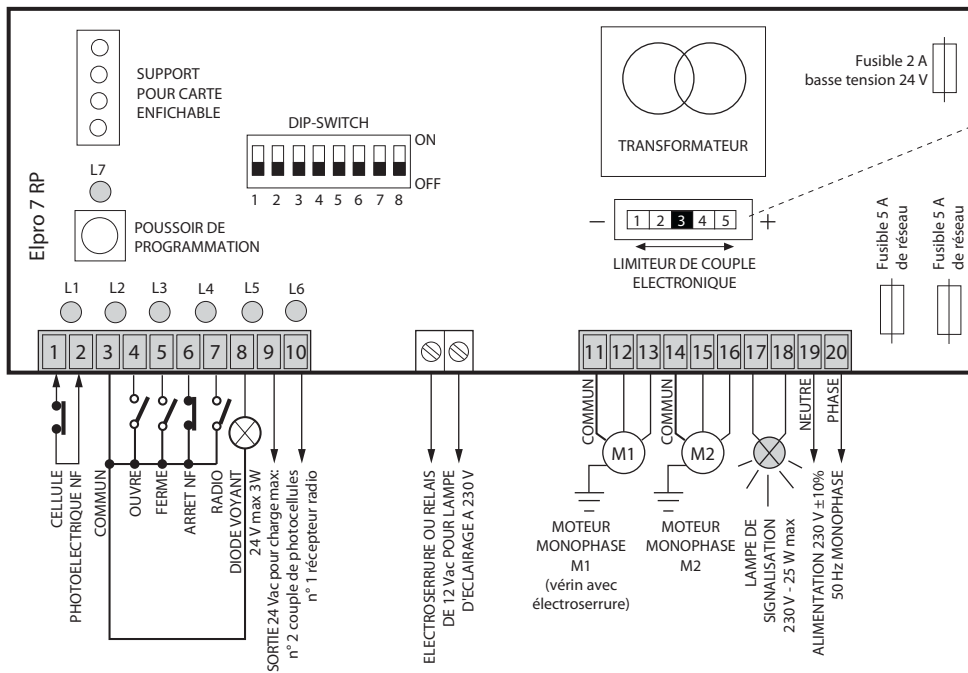 SUPPORT
POUR CARTE
ENFICHABLE
DIP-SWITCH
ON
OFF
1 2 3 4 5 6 7 8
TRANSFORMATEUR
Fusible 2 A
basse tension 24 V
Elpro 7 RP
L7
POUSSOIR DE
PROGRAMMATION
− 1 2 3 4 5 +
LIMITEUR DE COUPLE
ELECTRONIQUE
Fusible 5 A
de réseau
Fusible 5 A
de réseau
L1 L2 L3 L4 L5 L6
1 2 3 4 5 6 7 8 9 10
11 12 13 14 15 16 17 18 19 20
CELLULE
PHOTOELECTRIQUE NF
COMMUN
OUVRE
FERME
ARRET NF
RADIO
DIODE VOYANT
24 V max 3W
SORTIE 24 Vac pour charge max:
n° 2 couple de photocellules
n° 1 récepteur radio
ELECTROSERRURE OU RELAIS
DE 12 Vac POUR LAMPE
D'ECLAIRAGE A 230 V
COMMUN
M1
MOTEUR
MONOPHASE
M1
(vérin avec
électroserrure)
COMMUN
M2
MOTEUR
MONOPHASE
M2
LAMPE DE
SIGNALISATION
230 V - 25 W max
NEUTRE
PHASE
ALIMENTATION 230 V ±10%
50 Hz MONOPHASE